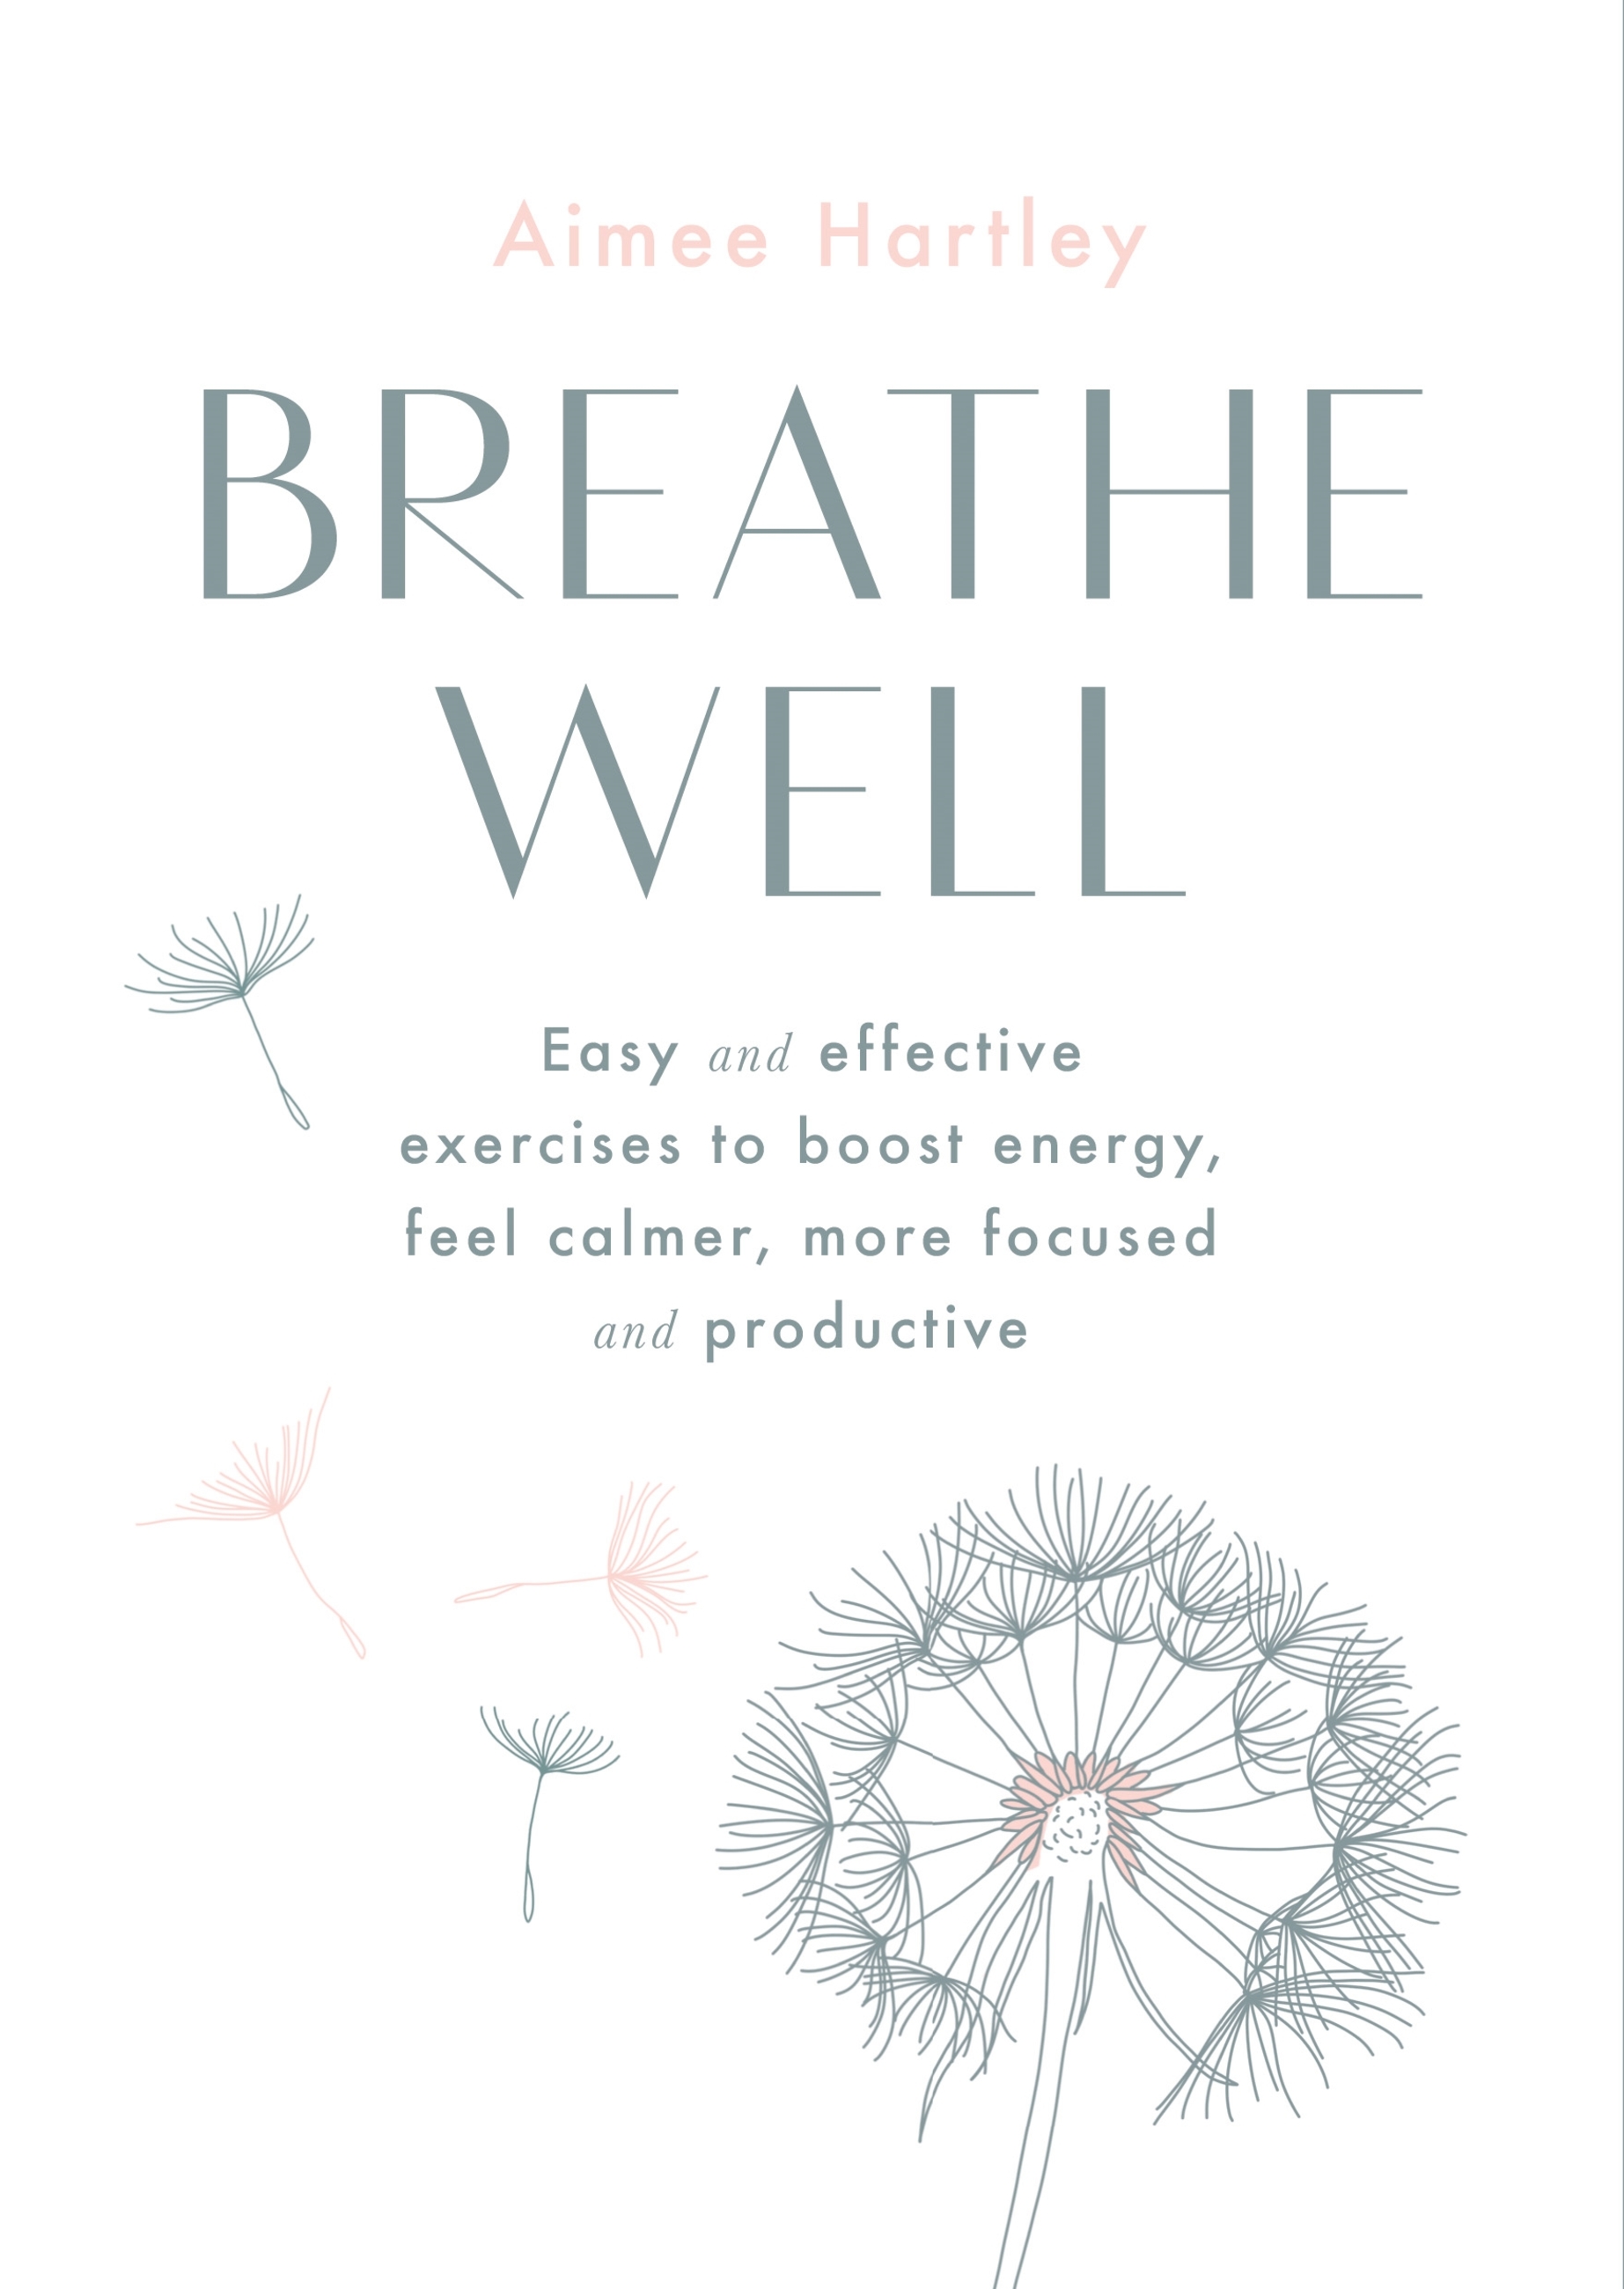 Aimee Hartley
BREATHE
WELL
Easy and effective
exercises to boost energy,
feel calmer, more focused
and productive